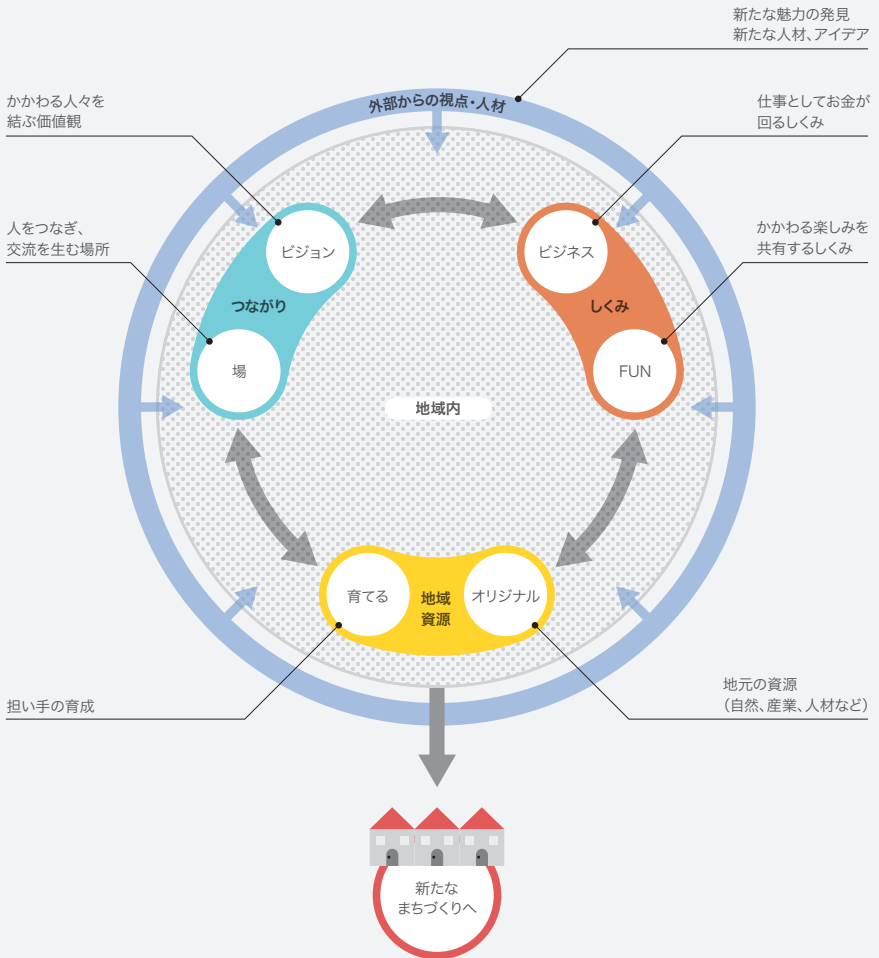 新たな魅力の発見
新たな人材、アイデア
外部からの視点・人材
かかわる人々を
結ぶ価値観
仕事としてお金が
回るしくみ
人をつなぎ、
交流を生む場所
かかわる楽しみを
共有するしくみ
ビジョン
ビジネス
つながり
しくみ
場
FUN
地域内
育てる
地域
資源
オリジナル
担い手の育成
地元の資源
（自然、産業、人材など）
新たな
まちづくりへ